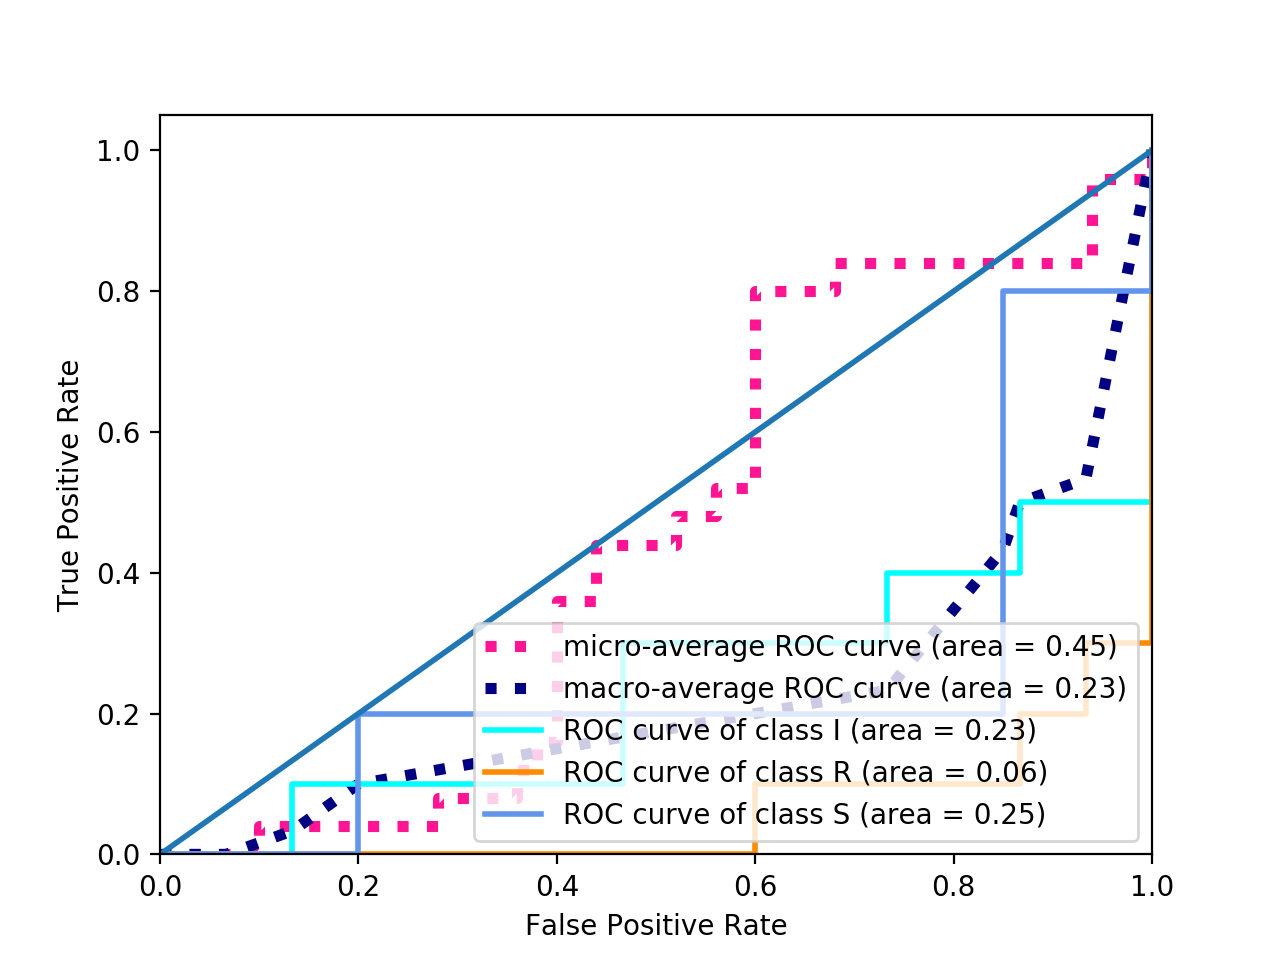 1.0
0.8
0.6
0.4
0.2
0.0
True Positive Rate
micro-average ROC curve (area = 0.45)
macro-average ROC curve (area = 0.23)
ROC curve of class I (area = 0.23)
ROC curve of class R (area = 0.06)
ROC curve of class S (area = 0.25)
0.0 0.2 0.4 0.6 0.8 1.0
False Positive Rate